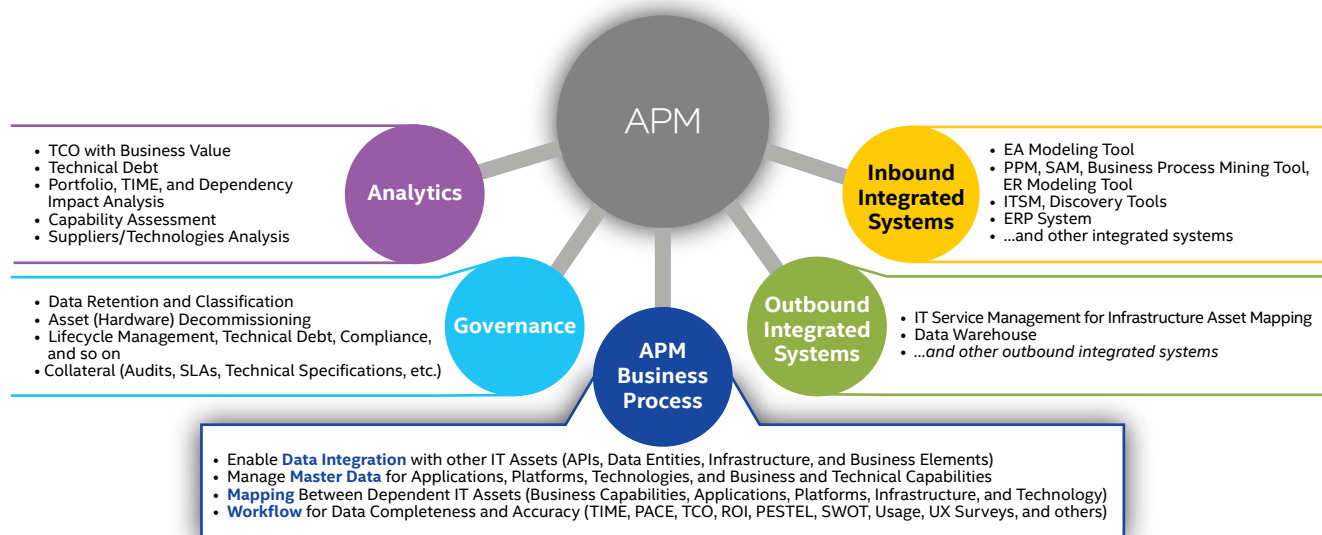 APM
Analytics
• TCO with Business Value
• Technical Debt
• Portfolio, TIME, and Dependency
Impact Analysis
• Capability Assessment
• Suppliers/Technologies Analysis
Inbound
Integrated
Systems
• EA Modeling Tool
• PPM, SAM, Business Process Mining Tool,
ER Modeling Tool
• ITSM, Discovery Tools
• ERP System
• ...and other integrated systems
Governance
• Data Retention and Classification
• Asset (Hardware) Decommissioning
• Lifecycle Management, Technical Debt, Compliance,
and so on
• Collateral (Audits, SLAs, Technical Specifications, etc.)
Outbound
Integrated
Systems
• IT Service Management for Infrastructure Asset Mapping
• Data Warehouse
• ...and other outbound integrated systems
APM
Business
Process
• Enable Data Integration with other IT Assets (APIs, Data Entities, Infrastructure, and Business Elements)
• Manage Master Data for Applications, Platforms, Technologies, and Business and Technical Capabilities
• Mapping Between Dependent IT Assets (Business Capabilities, Applications, Platforms, Infrastructure, and Technology)
• Workflow for Data Completeness and Accuracy (TIME, PACE, TCO, ROI, PESTEL, SWOT, Usage, UX Surveys, and others)